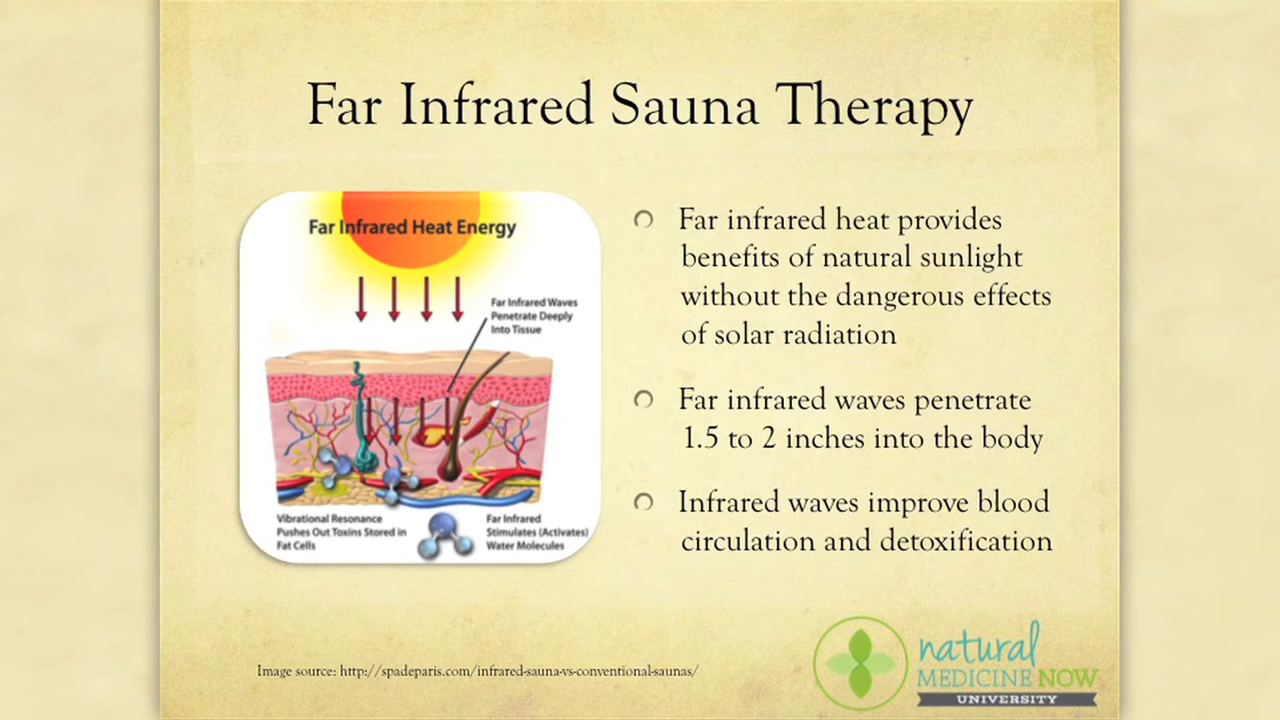 Far Infrared Sauna Therapy
Far Infrared Heat Energy
Far Infrared Waves
Penetrate Deeply
Into Tissue
Vibrational Resonance
Pushes Out Toxins Stored in
Fat Cells
Far Infrared
Stimulates (Activates)
Water Molecules
Far infrared heat provides
benefits of natural sunlight
without the dangerous effects
of solar radiation
Far infrared waves penetrate
1.5 to 2 inches into the body
Infrared waves improve blood
circulation and detoxification
Image source: http://spadeparis.com/infrared-sauna-vs-conventional-saunas/
natural
MEDICINE NOW
UNIVERSITY